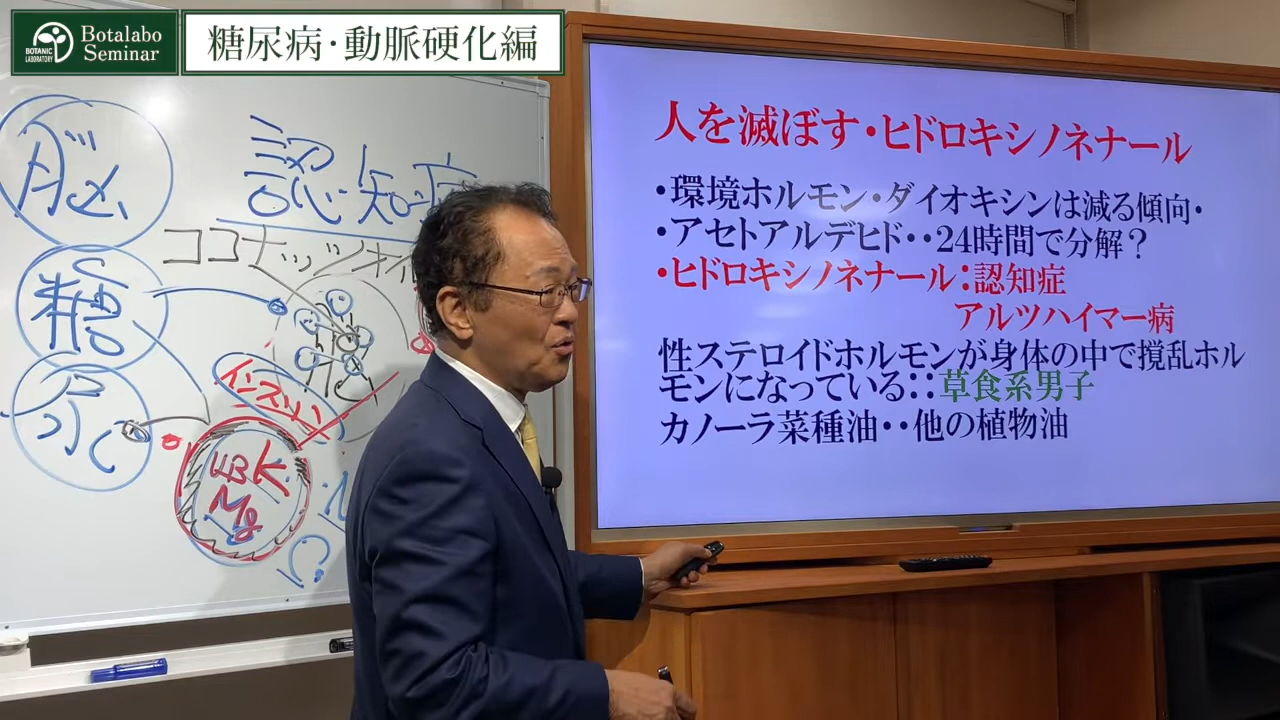 BOTANIC
LABORATORY
Botalabo
Seminar
糖尿病・動脈硬化編
脳
認知症
ココナッツオイ
糖
尿
インスリン
人を滅ぼす・ヒドロキシノネナール
・環境ホルモン・ダイオキシンは減る傾向・
・アセトアルデヒド・・24時間で分解？
・ヒドロキシノネナール：認知症
アルツハイマー病
性ステロイドホルモンが身体の中で撹乱ホル
モンになっている：：草食系男子
カノーラ菜種油・・他の植物油